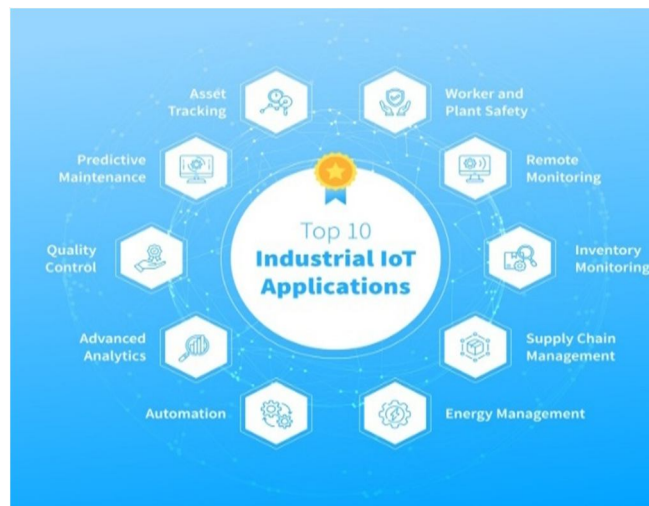 Asset
Tracking
Worker and
Plant Safety
Predictive
Maintenance
Remote
Monitoring
Top 10
Industrial IoT
Applications
Quality
Control
Inventory
Monitoring
Advanced
Analytics
Supply Chain
Management
Automation
Energy Management